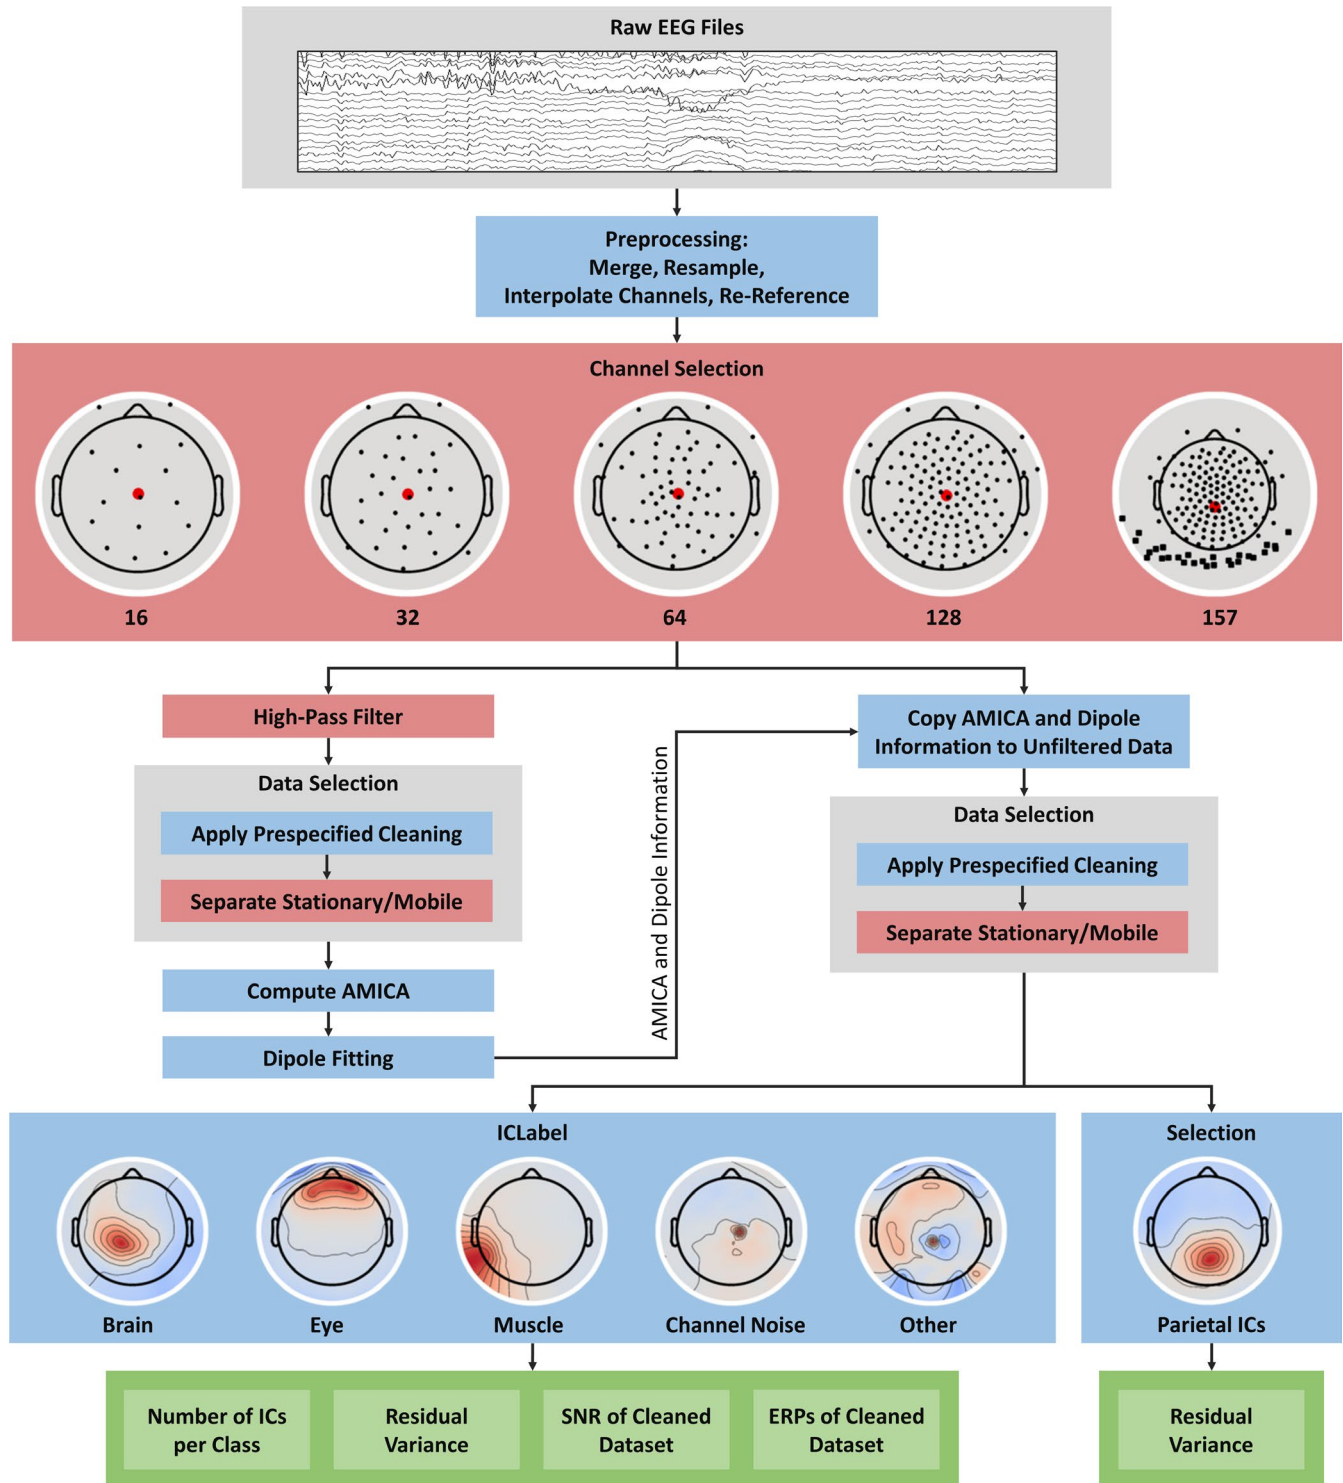 Raw EEG Files
Preprocessing:
Merge, Resample,
Interpolate Channels, Re-Reference
Channel Selection
16
32
64
128
157
High-Pass Filter
Data Selection
Apply Prespecified Cleaning
Separate Stationary/Mobile
Compute AMICA
Dipole Fitting
AMICA and Dipole Information
Copy AMICA and Dipole
Information to Unfiltered Data
Data Selection
Apply Prespecified Cleaning
Separate Stationary/Mobile
ICLabel
Brain
Eye
Muscle
Channel Noise
Other
Selection
Parietal ICs
Number of ICs
per Class
Residual
Variance
SNR of Cleaned
Dataset
ERPs of Cleaned
Dataset
Residual
Variance